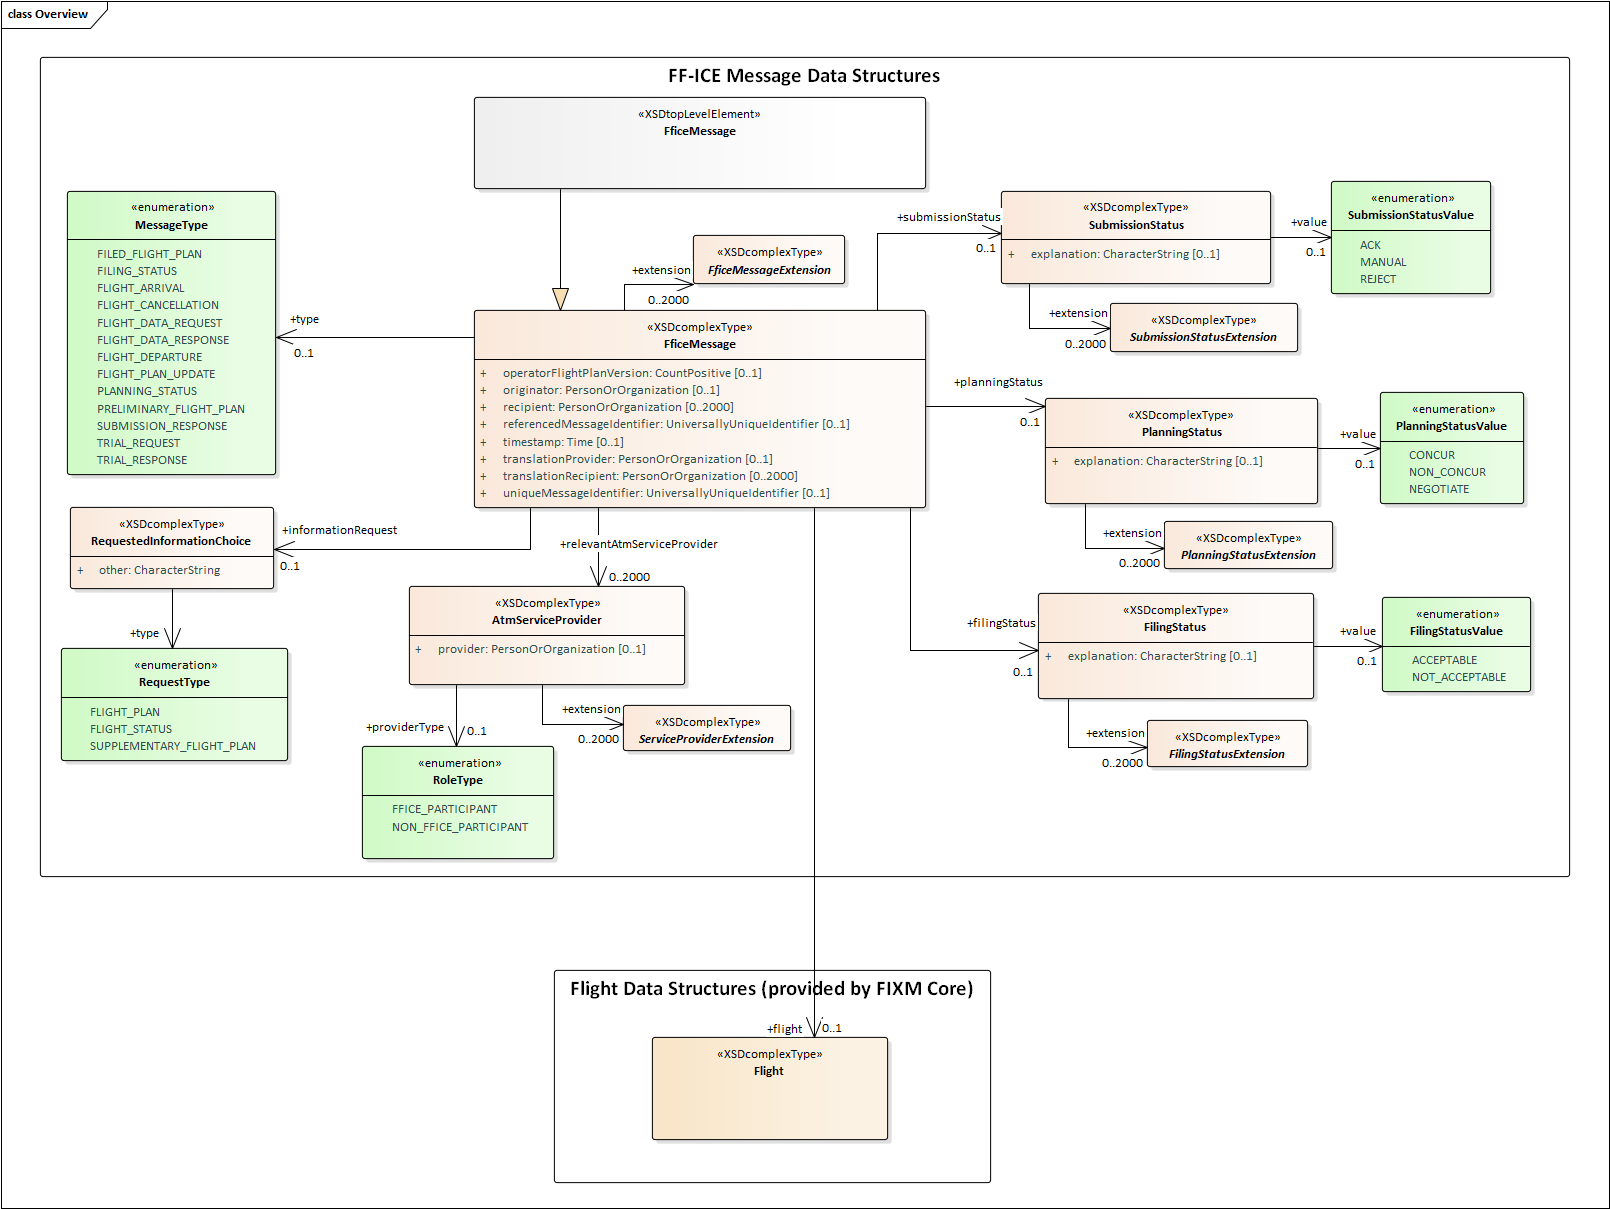 class Overview
FF-ICE Message Data Structures
«XSDtopLevelElement»
FficeMessage
«enumeration»
MessageType
FILED_FLIGHT_PLAN
FILING_STATUS
FLIGHT_ARRIVAL
FLIGHT_CANCELLATION
FLIGHT_DATA_REQUEST
FLIGHT_DATA_RESPONSE
FLIGHT_DEPARTURE
FLIGHT_PLAN_UPDATE
PLANNING_STATUS
PRELIMINARY_FLIGHT_PLAN
SUBMISSION_RESPONSE
TRIAL_REQUEST
TRIAL_RESPONSE
+type
0..1
+extension
0..2000
«XSDcomplexType»
FficeMessageExtension
«XSDcomplexType»
FficeMessage
+ operatorFlightPlanVersion: CountPositive [0..1]
+ originator: PersonOrOrganization [0..1]
+ recipient: PersonOrOrganization [0..2000]
+ referencedMessageIdentifier: UniversallyUniqueIdentifier [0..1]
+ timestamp: Time [0..1]
+ translationProvider: PersonOrOrganization [0..1]
+ translationRecipient: PersonOrOrganization [0..2000]
+ uniqueMessageIdentifier: UniversallyUniqueIdentifier [0..1]
+submissionStatus
0..1
«XSDcomplexType»
SubmissionStatus
+ explanation: CharacterString [0..1]
+value
0..1
«enumeration»
SubmissionStatusValue
ACK
MANUAL
REJECT
+extension
0..2000
«XSDcomplexType»
SubmissionStatusExtension
+planningStatus
0..1
«XSDcomplexType»
PlanningStatus
+ explanation: CharacterString [0..1]
+value
0..1
«enumeration»
PlanningStatusValue
CONCUR
NON_CONCUR
NEGOTIATE
+extension
0..2000
«XSDcomplexType»
PlanningStatusExtension
«XSDcomplexType»
RequestedInformationChoice
+ other: CharacterString
+informationRequest
0..1
+type
«enumeration»
RequestType
FLIGHT_PLAN
FLIGHT_STATUS
SUPPLEMENTARY_FLIGHT_PLAN
+relevantAtmServiceProvider
0..2000
«XSDcomplexType»
AtmServiceProvider
+ provider: PersonOrOrganization [0..1]
+providerType
0..1
«enumeration»
RoleType
FFICE_PARTICIPANT
NON_FFICE_PARTICIPANT
+extension
0..2000
«XSDcomplexType»
ServiceProviderExtension
+filingStatus
0..1
«XSDcomplexType»
FilingStatus
+ explanation: CharacterString [0..1]
+value
0..1
«enumeration»
FilingStatusValue
ACCEPTABLE
NOT_ACCEPTABLE
+extension
0..2000
«XSDcomplexType»
FilingStatusExtension
Flight Data Structures (provided by FIXM Core)
+flight
0..1
«XSDcomplexType»
Flight